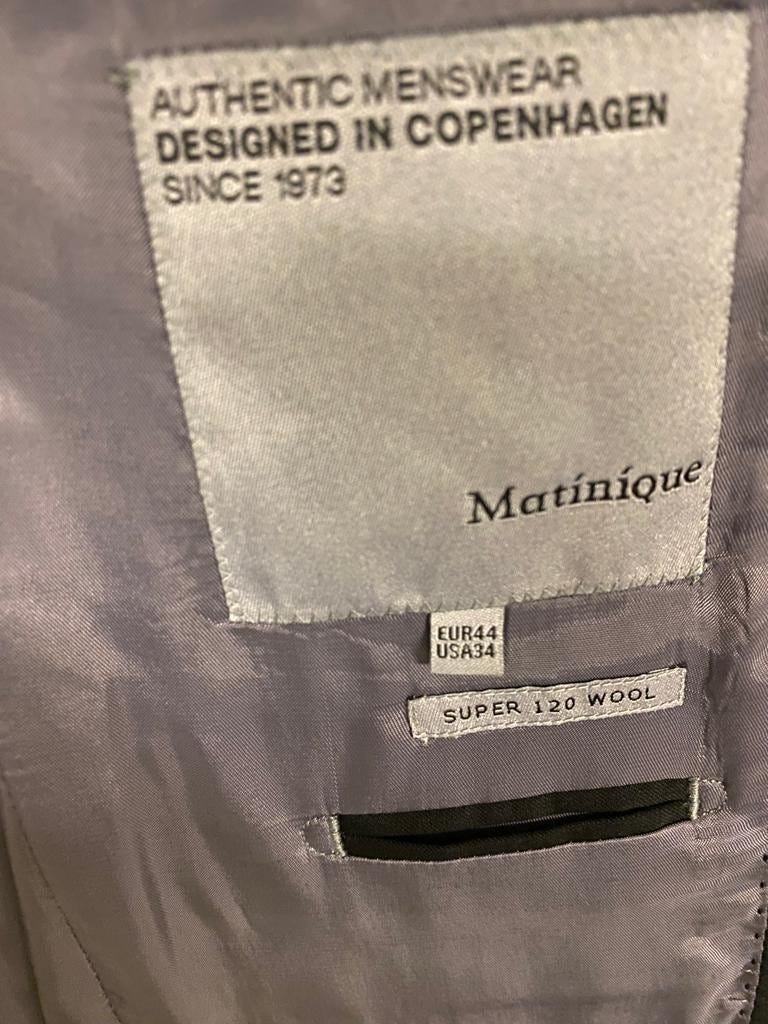 AUTHENTIC MENSWEAR
DESIGNED IN COPENHAGEN
SINCE 1973
Matinique
EUR44
USA34
SUPER 120 WOOL